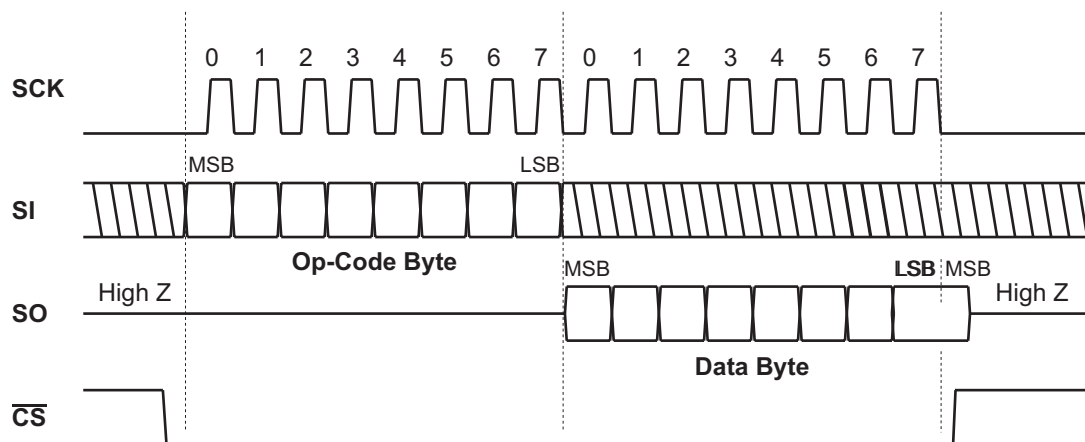 0 1 2 3 4 5 6 7 0 1 2 3 4 5 6 7
SCK
MSB LSB
SI
Op-Code Byte
MSB LSB MSB
High Z High Z
SO
Data Byte
CS